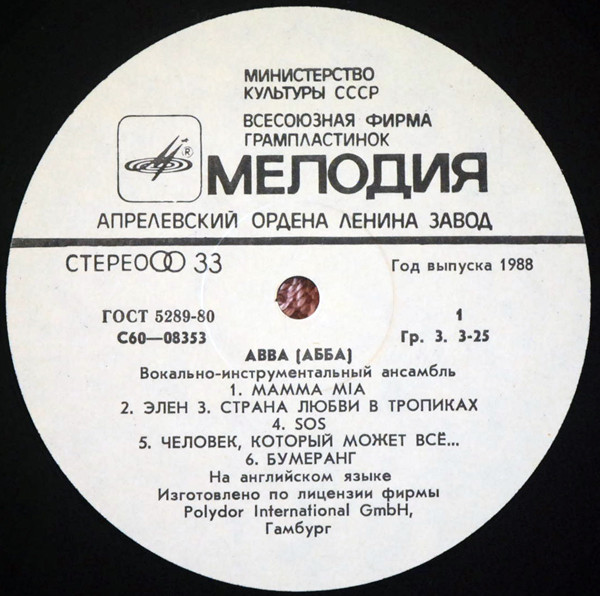 МИНИСТЕРСТВО
КУЛЬТУРЫ СССР
ВСЕСОЮЗНАЯ ФИРМА
ГРАМПЛАСТИНОК
®
МЕЛОДИЯ
АПРЕЛЕВСКИЙ ОРДЕНА ЛЕНИНА ЗАВОД
СТЕРЕО 33
Год выпуска 1988
ГОСТ 5289-80
С60—08353
1
Гр. 3. 3-25
ABBA (АББА)
Вокально-инструментальный ансамбль
1. MAMMA MIA
2. ЭЛЕН 3. СТРАНА ЛЮБВИ В ТРОПИКАХ
4. SOS
5. ЧЕЛОВЕК, КОТОРЫЙ МОЖЕТ ВСЁ...
6. БУМЕРАНГ
На английском языке
Изготовлено по лицензии фирмы
Polydor International GmbH,
Гамбург